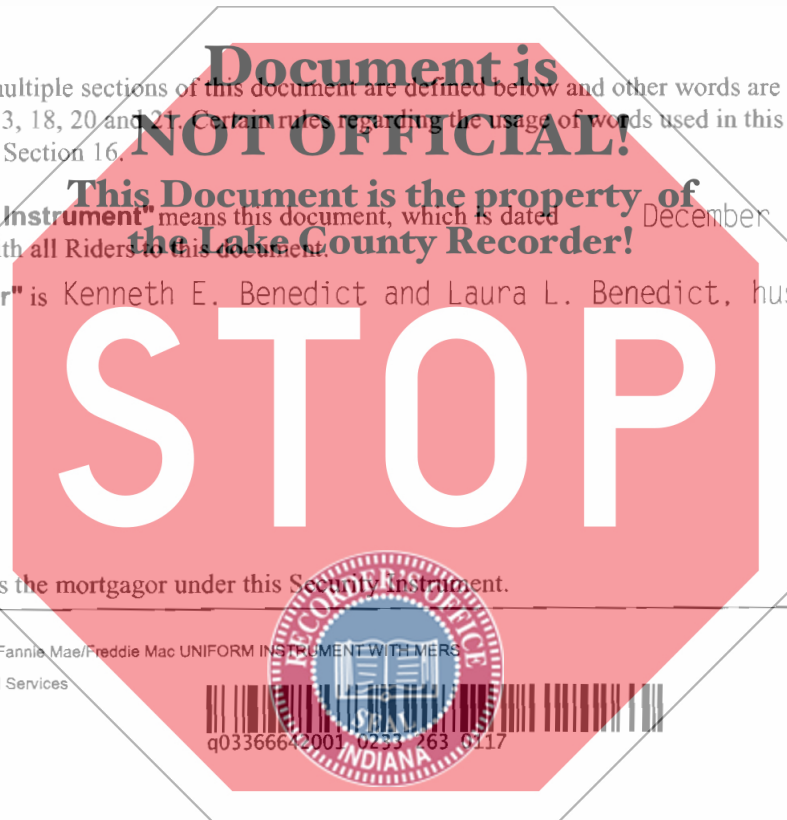 Document is
multiple sections of this document are defined below and other words are
NOT OFFICIAL!
3, 18, 20 and 21. Certain rules regarding the usage of words used in this
Section 16.
This Document is the property of
Instrument" means this document, which is dated December
the Lake County Recorder!
th all Riders to this document.
r" is Kenneth E. Benedict and Laura L. Benedict, hus
STOP
s the mortgagor under this Security Instrument.
RECORDER'S OFFICE
Fannie Mae/Freddie Mac UNIFORM INSTRUMENT WITH MERS
Services
SEAL
q03366642001 0233 263 0117
INDIANA